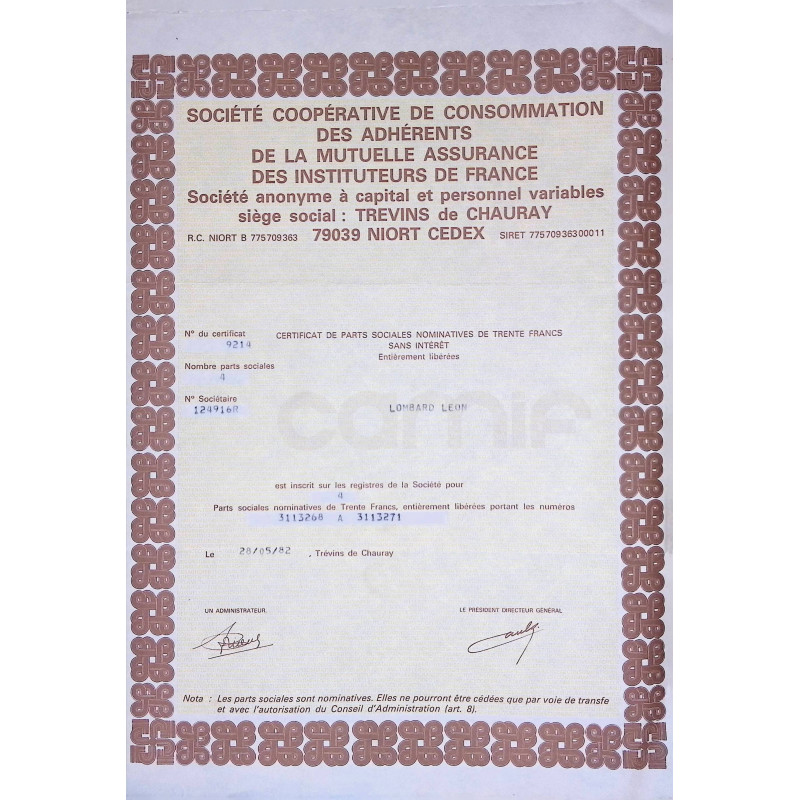 SOCIÉTÉ COOPÉRATIVE DE CONSOMMATION
DES ADHÉRENTS
DE LA MUTUELLE ASSURANCE
DES INSTITUTEURS DE FRANCE
Société anonyme à capital et personnel variables
siège social : TREVINS de CHAURAY
R.C. NIORT B 775709363 79039 NIORT CEDEX SIRET 77570936300011
N° du certificat
9214
CERTIFICAT DE PARTS SOCIALES NOMINATIVES DE TRENTE FRANCS
SANS INTÉRÊT
Entièrement libérées
Nombre parts sociales
4
N° Sociétaire
124916R
LOMBARD LEON
camif
est inscrit sur les registres de la Société pour
4
Parts sociales nominatives de Trente Francs, entièrement libérées portant les numéros
3113268 A 3113271
Le 28/05/82 , Trévins de Chauray
UN ADMINISTRATEUR.
LE PRÉSIDENT DIRECTEUR GÉNÉRAL
Nota : Les parts sociales sont nominatives. Elles ne pourront être cédées que par voie de transfe
et avec l'autorisation du Conseil d'Administration (art. 8).